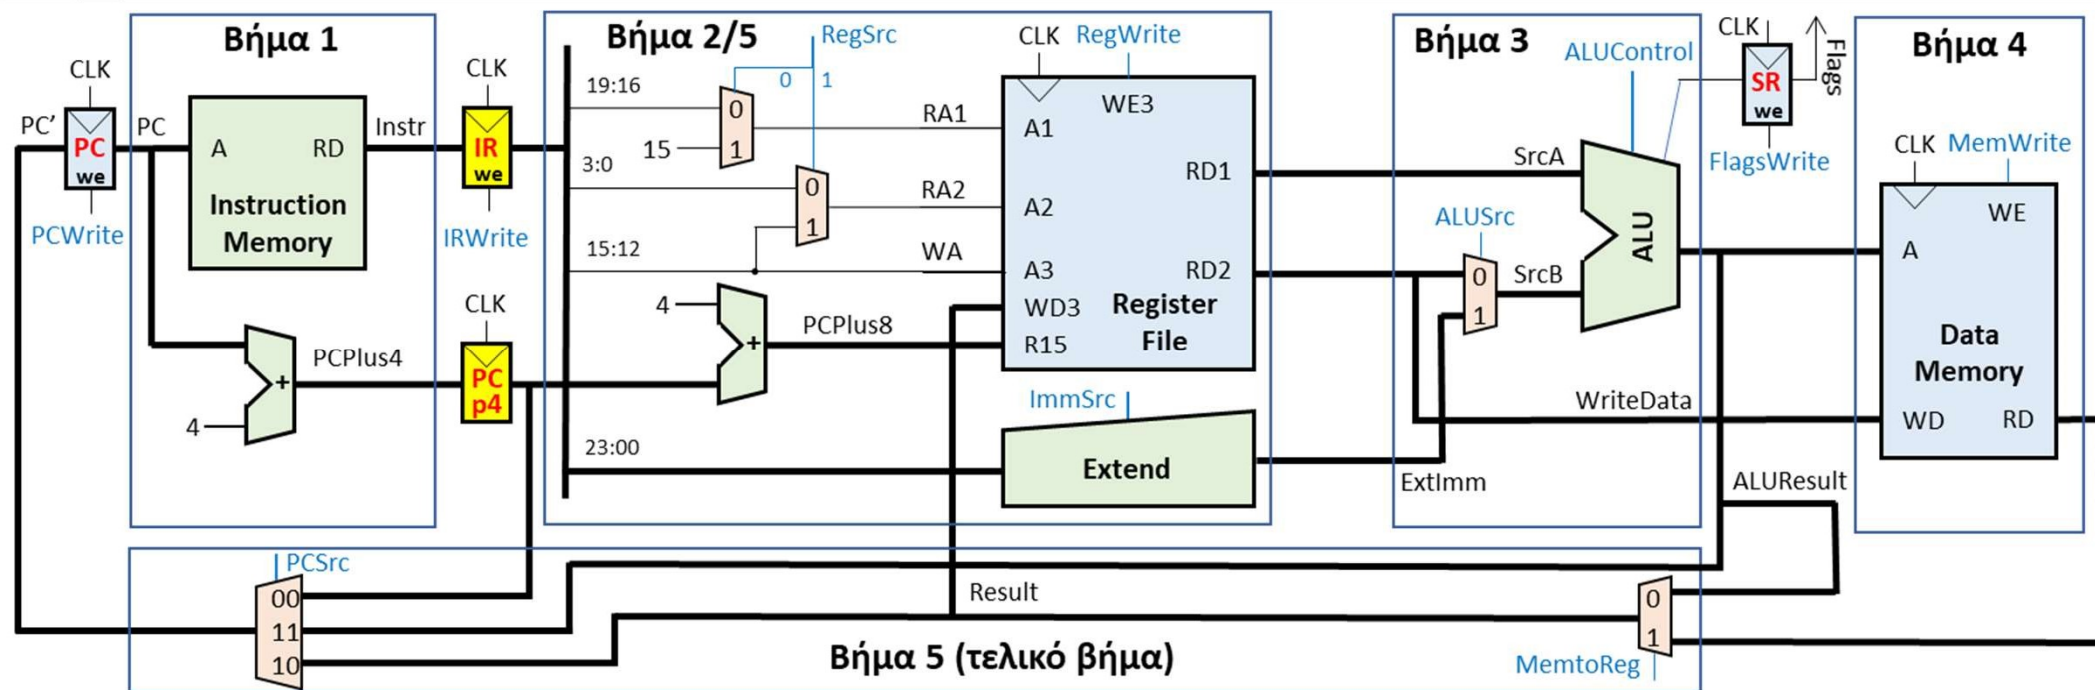 Βήμα 1
CLK
PC’
PC
we
PCWrite
PC
A
RD
Instruction
Memory
Instr
CLK
IR
we
IRWrite
+
4
PCPlus4
CLK
PC
p4
Βήμα 2/5
RegSrc
0
1
19:16
15
0
1
3:0
0
1
15:12
RA1
RA2
WA
4
+
PCPlus8
23:00
CLK
RegWrite
WE3
A1
A2
A3
WD3
R15
RD1
RD2
Register
File
ImmSrc
Extend
Βήμα 3
ALUControl
SrcA
ALUSrc
0
1
SrcB
ALU
WriteData
ExtImm
CLK
SR
we
Flags
FlagsWrite
Βήμα 4
CLK
MemWrite
WE
A
Data
Memory
WD
RD
ALUResult
PCSrc
00
11
10
Result
Βήμα 5 (τελικό βήμα)
0
1
MemtoReg